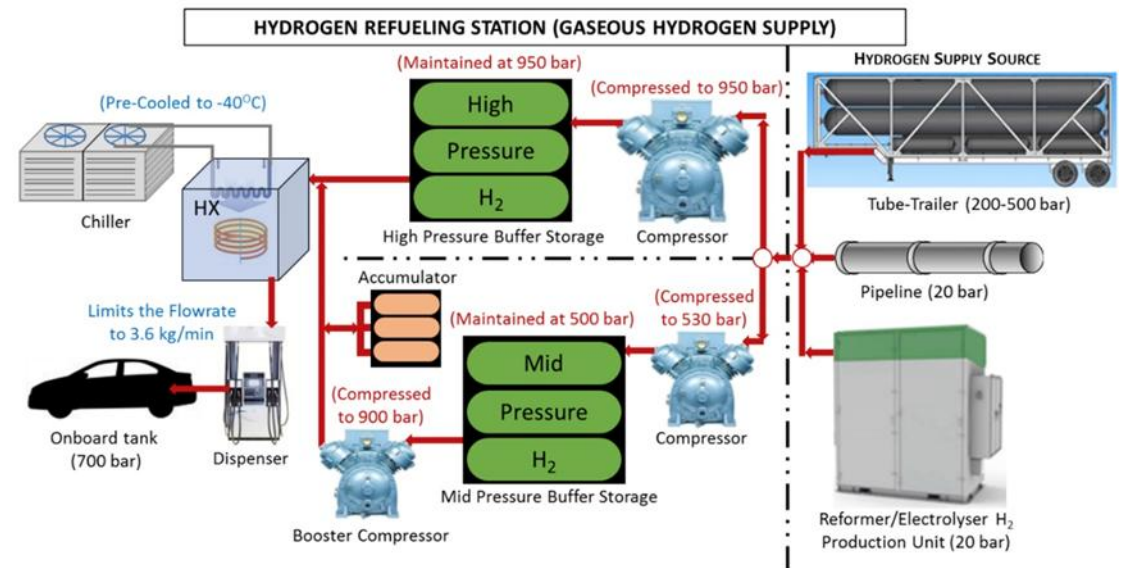 HYDROGEN REFUELING STATION (GASEOUS HYDROGEN SUPPLY)
(Maintained at 950 bar)
HYDROGEN SUPPLY SOURCE
(Pre-Cooled to -40⁰C)
(Compressed to 950 bar)
High
Pressure
H₂
HX
Chiller
High Pressure Buffer Storage
Compressor
Tube-Trailer (200-500 bar)
Accumulator
Pipeline (20 bar)
Limits the Flowrate
to 3.6 kg/min
(Maintained at 500 bar)
(Compressed
to 530 bar)
Mid
Pressure
H₂
(Compressed
to 900 bar)
Onboard tank
(700 bar)
Dispenser
Compressor
Mid Pressure Buffer Storage
Booster Compressor
Reformer/Electrolyser H₂
Production Unit (20 bar)